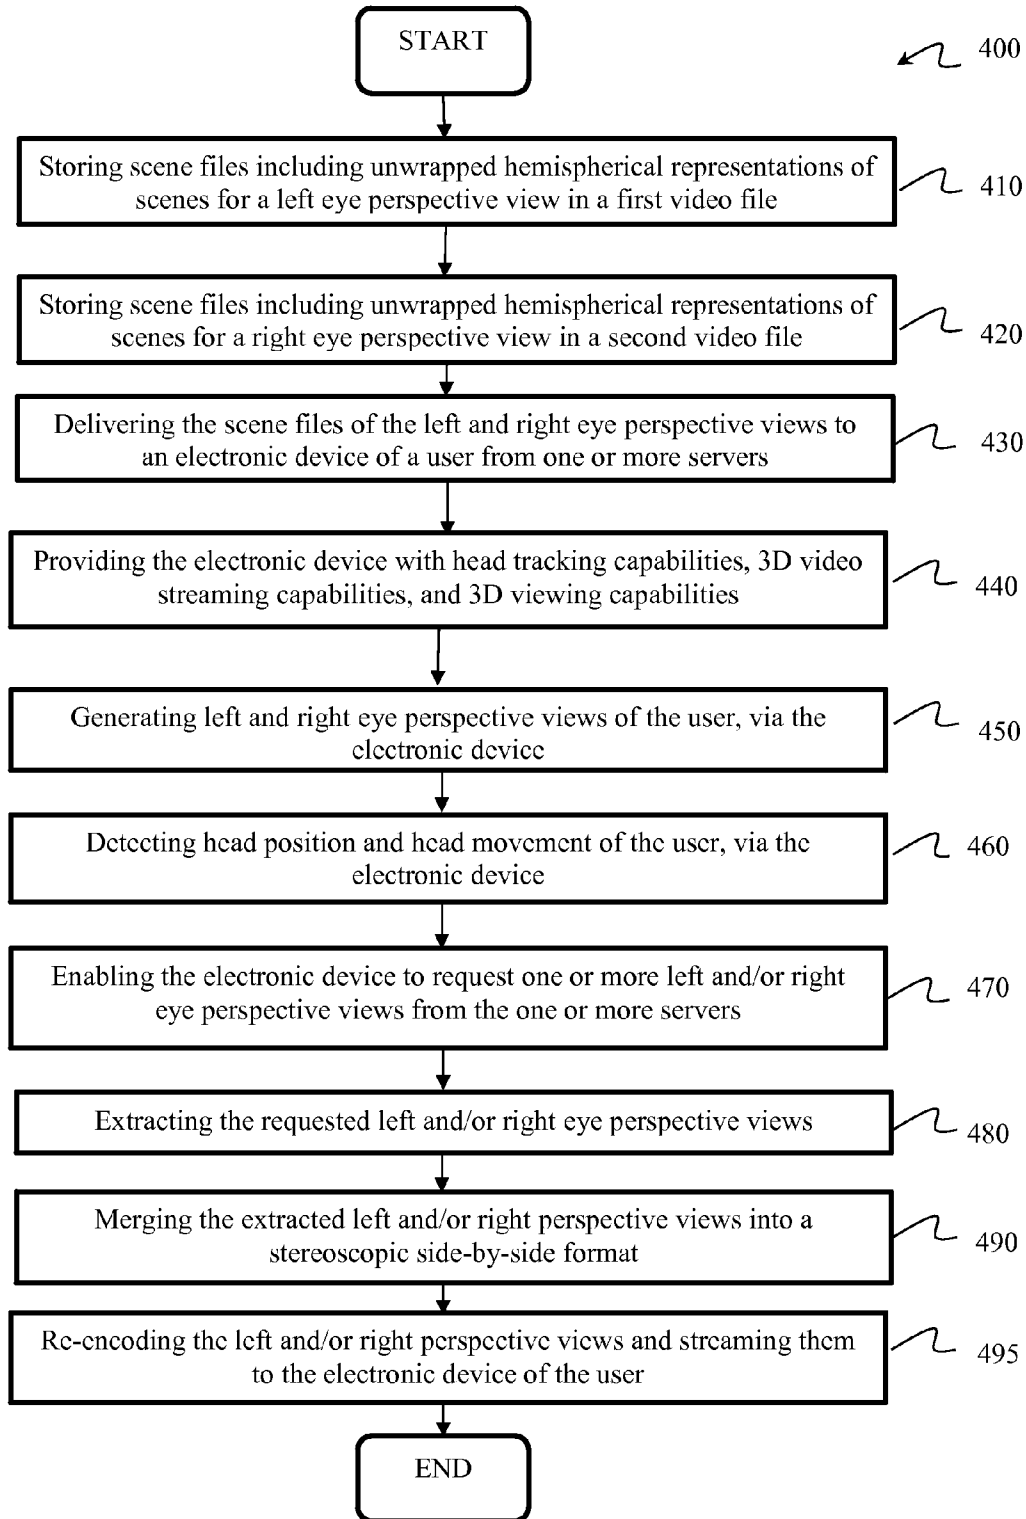 START
400
Storing scene files including unwrapped hemispherical representations of
scenes for a left eye perspective view in a first video file
410
Storing scene files including unwrapped hemispherical representations of
scenes for a right eye perspective view in a second video file
420
Delivering the scene files of the left and right eye perspective views to
an electronic device of a user from one or more servers
430
Providing the electronic device with head tracking capabilities, 3D video
streaming capabilities, and 3D viewing capabilities
440
Generating left and right eye perspective views of the user, via the
electronic device
450
Detecting head position and head movement of the user, via the
electronic device
460
Enabling the electronic device to request one or more left and/or right
eye perspective views from the one or more servers
470
Extracting the requested left and/or right eye perspective views
480
Merging the extracted left and/or right perspective views into a
stereoscopic side-by-side format
490
Re-encoding the left and/or right perspective views and streaming them
to the electronic device of the user
495
END